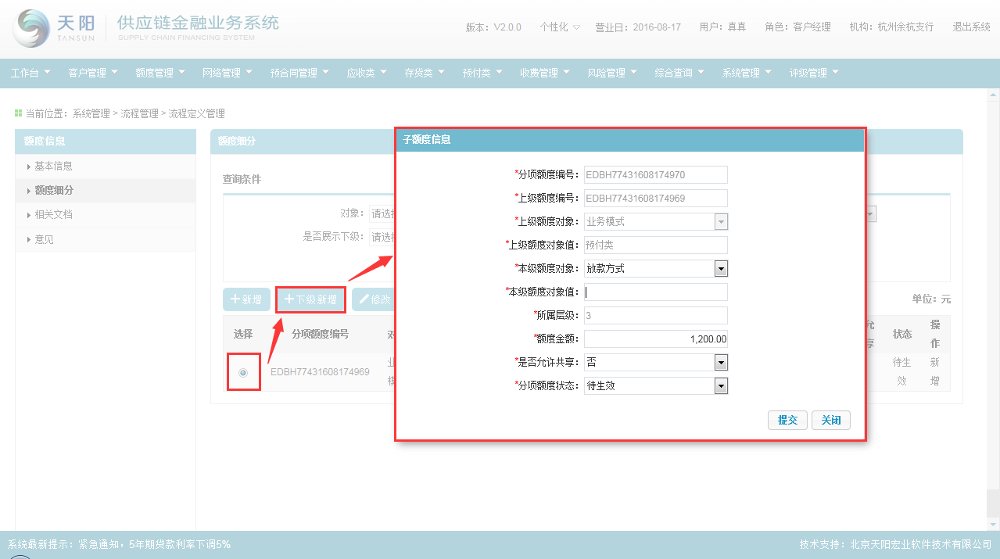 天阳 TANSUN 供应链金融业务系统
SUPPLY CHAIN FINANCING SYSTEM
版本：V2.0.0 个性化 营业日：2016-08-17 用户：真真 角色：客户经理 机构：杭州余杭支行 退出系统
工作台 客户管理 额度管理 网络管理 预合同管理 应收类 存货类 预付类 收费管理 风险管理 综合查询 系统管理 评级管理
当前位置：系统管理 > 流程管理 > 流程定义管理
额度信息
基本信息
额度细分
相关文档
意见
额度细分
查询条件
对象： 请选
是否展示下级： 请选
新增 下级新增 修改
单位：元
选择 分项额度编号 状态 操作
EDBH77431608174969 业 模 待生效 新增
子额度信息
*分项额度编号： EDBH77431608174970
*上级额度编号： EDBH77431608174969
*上级额度对象： 业务模式
*上级额度对象值： 预付类
*本级额度对象： 放款方式
*本级额度对象值：
*所属层级： 3
*额度金额： 1,200.00
*是否允许共享： 否
*分项额度状态： 待生效
提交 关闭
系统最新提示：紧急通知，5年期贷款利率下调5%
技术支持：北京天阳宏业软件技术有限公司